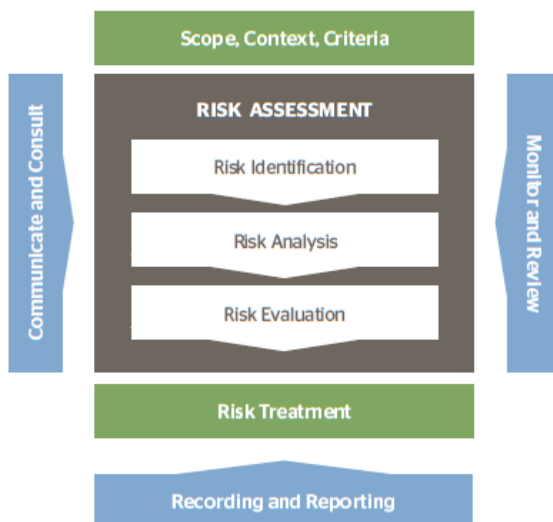 Scope, Context, Criteria
Communicate and Consult
RISK ASSESSMENT
Risk Identification
Risk Analysis
Risk Evaluation
Monitor and Review
Risk Treatment
Recording and Reporting